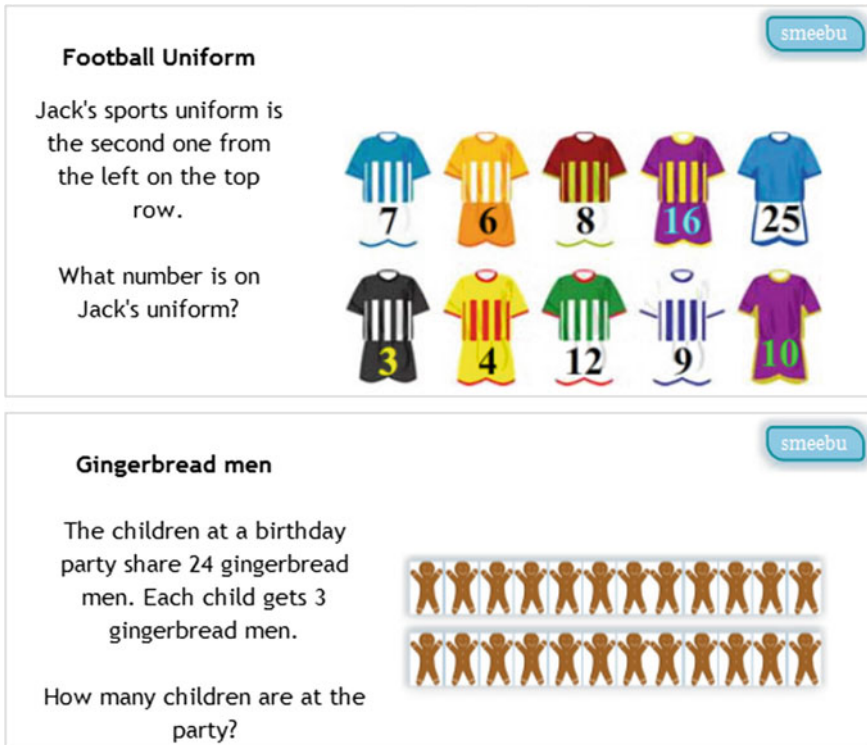 smeebu
Football Uniform
Jack's sports uniform is
the second one from
the left on the top
row.
What number is on
Jack's uniform?
7 6 8 16 25
3 4 12 9 10
smeebu
Gingerbread men
The children at a birthday
party share 24 gingerbread
men. Each child gets 3
gingerbread men.
How many children are at the
party?